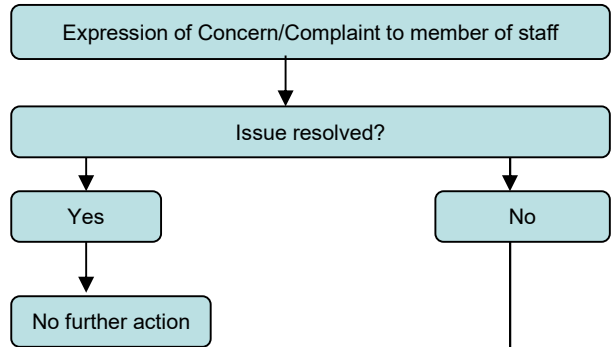 Expression of Concern/Complaint to member of staff
Issue resolved?
Yes
No
No further action